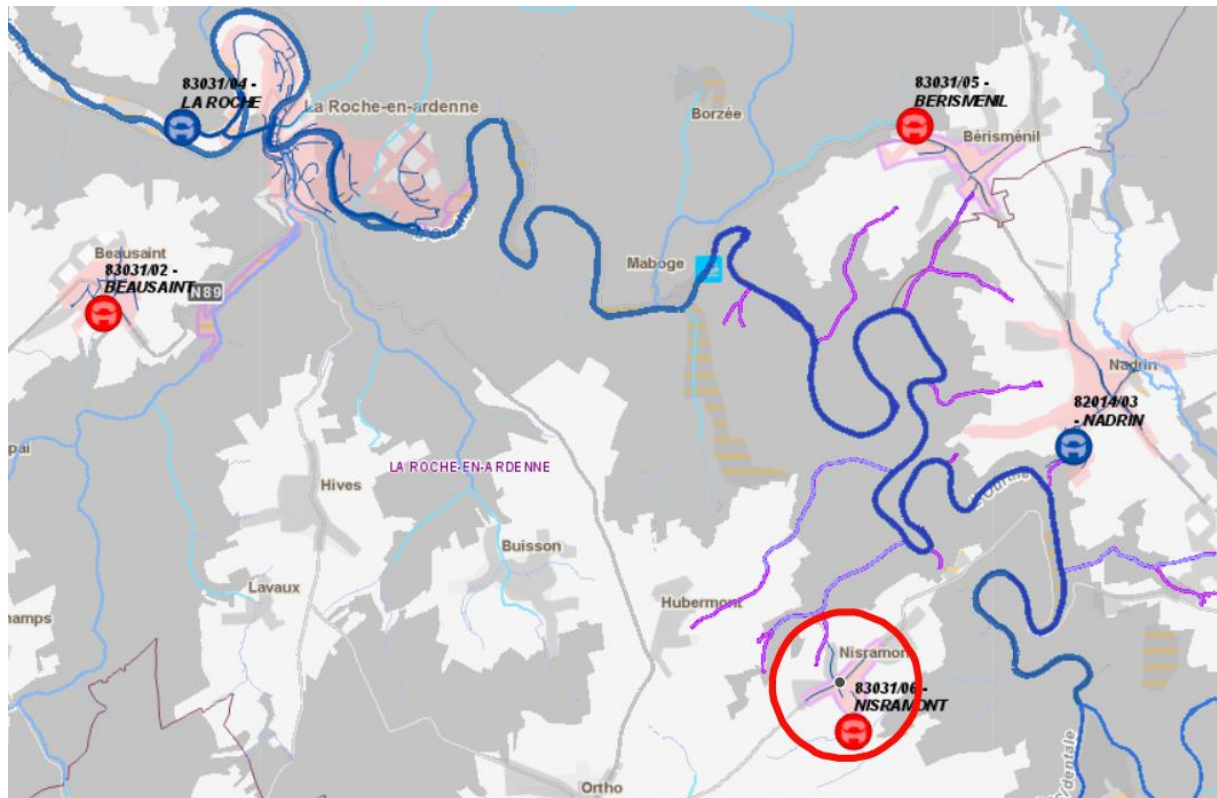 83031/04 -
LA ROCHE
La Roche-en-ardenne
Borzée
83031/05 -
BERISMENIL
Bérisménil
Beausaint
83031/02 -
BEAUSAINT
N89
Maboge
Nadrin
82014/03
- NADRIN
LA ROCHE-EN-ARDENNE
Hives
Buisson
Lavaux
Hubermont
Nisramont
83031/06 -
NISRAMONT
Ortho